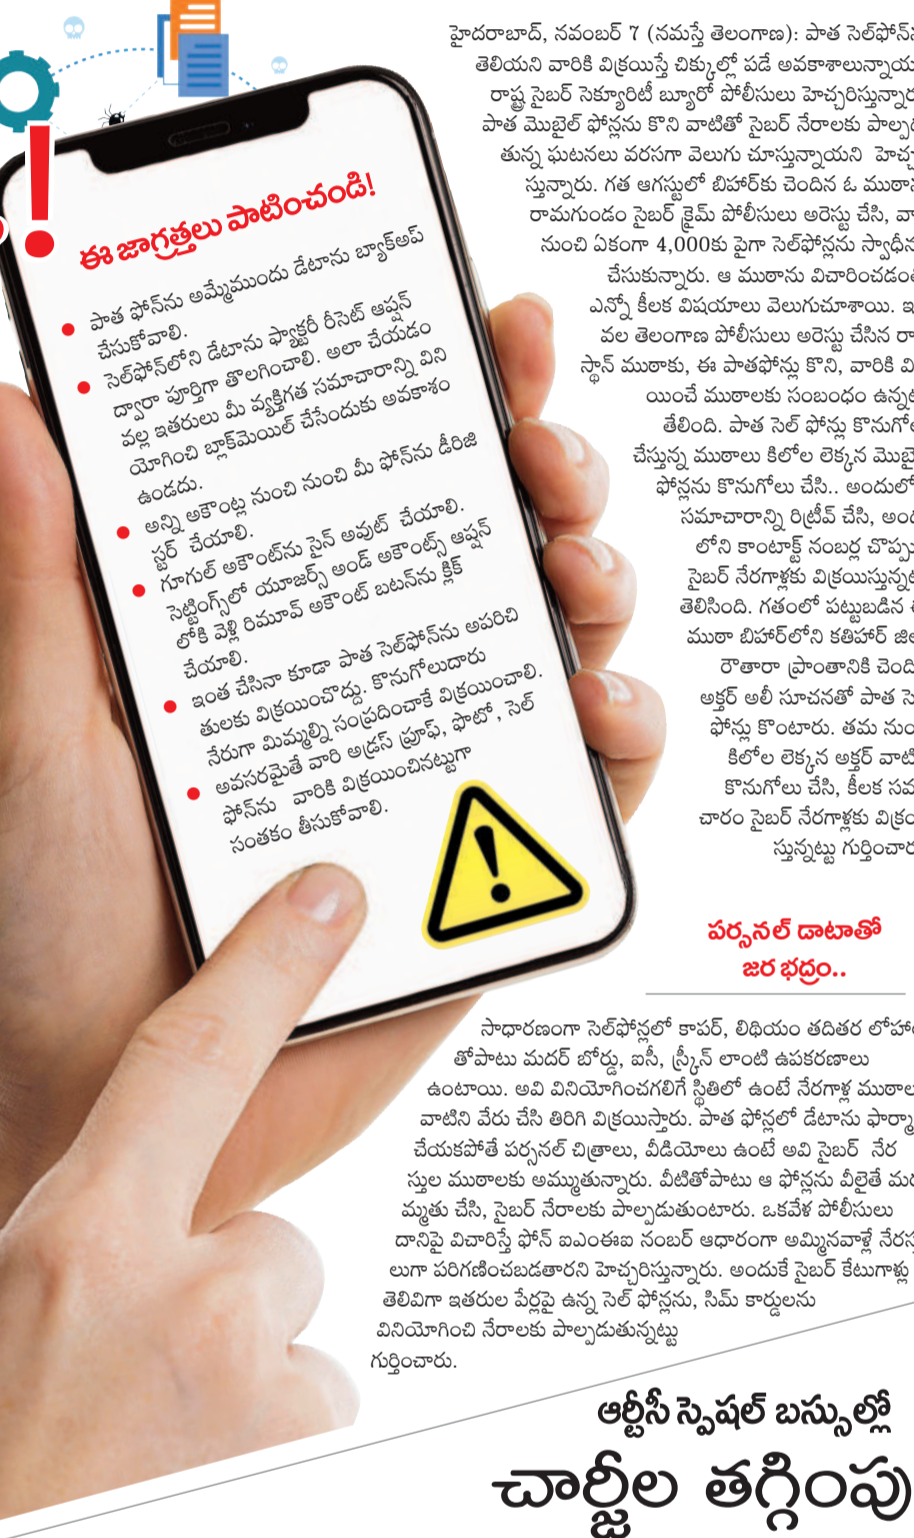 ఈ జాగ్రత్తలు పాటించండి!
పాత ఫోన్‌ను అమ్మేముందు డేటాను బ్యాక్‌అప్
చేసుకోవాలి.
సెల్‌ఫోన్‌లోని డేటాను ఫ్యాక్టరీ రీసెట్ ఆప్షన్
ద్వారా పూర్తిగా తొలగించాలి. అలా చేయడం
వల్ల ఇతరులు మీ వ్యక్తిగత సమాచారాన్ని విని
యోగించి బ్లాక్‌మెయిల్ చేసేందుకు అవకాశం
ఉండదు.
అన్ని అకౌంట్ల నుంచి నుంచి మీ ఫోన్‌ను డీరిజి
స్టర్ చేయాలి.
గూగుల్ అకౌంట్‌ను సైన్ అవుట్ చేయాలి.
సెట్టింగ్స్‌లో యూజర్స్ అండ్ అకౌంట్స్ ఆప్షన్
లోకి వెళ్లి రిమూవ్ అకౌంట్ బటన్‌ను క్లిక్
చేయాలి.
ఇంత చేసినా కూడా పాత సెల్‌ఫోన్‌ను అపరిచి
తులకు విక్రయించొద్దు. కొనుగోలుదారు
నేరుగా మిమ్మల్ని సంప్రదించాకే విక్రయించాలి.
అవసరమైతే వారి అడ్రస్ ప్రూఫ్, ఫొటో, సెల్
ఫోన్‌ను వారికి విక్రయించినట్టుగా
సంతకం తీసుకోవాలి.
హైదరాబాద్, నవంబర్ 7 (నమస్తే తెలంగాణ): పాత సెల్‌ఫోన్‌
తెలియని వారికి విక్రయిస్తే చిక్కుల్లో పడే అవకాశాలున్నాయ
రాష్ట్ర సైబర్ సెక్యూరిటీ బ్యూరో పోలీసులు హెచ్చరిస్తున్నార
పాత మొబైల్ ఫోన్లను కొని వాటితో సైబర్ నేరాలకు పాల్ప
తున్న ఘటనలు వరసగా వెలుగు చూస్తున్నాయని హెచ్చ
స్తున్నారు. గత ఆగస్టులో బిహార్‌కు చెందిన ఓ ముఠా
రామగుండం సైబర్ క్రైమ్ పోలీసులు అరెస్టు చేసి, వా
నుంచి ఏకంగా 4,000కు పైగా సెల్‌ఫోన్లను స్వాధీన
చేసుకున్నారు. ఆ ముఠాను విచారించడం
ఎన్నో కీలక విషయాలు వెలుగుచూశాయి. ఇ
వల తెలంగాణ పోలీసులు అరెస్టు చేసిన రా
స్థాన్ ముఠాకు, ఈ పాతఫోన్లు కొని, వారికి వి
యించే ముఠాలకు సంబంధం ఉన్న
తేలింది. పాత సెల్ ఫోన్లు కొనుగో
చేస్తున్న ముఠాలు కిలోల లెక్కన మొబై
ఫోన్లను కొనుగోలు చేసి.. అందులో
సమాచారాన్ని రిట్రీవ్ చేసి, అం
లోని కాంటాక్ట్ నంబర్ల చొప్పు
సైబర్ నేరగాళ్లకు విక్రయిస్తున్న
తెలిసింది. గతంలో పట్టుబడిన
ముఠా బిహార్‌లోని కతిహార్ జి
రౌతారా ప్రాంతానికి చెంది
అక్తర్ అలీ సూచనతో పాత సె
ఫోన్లు కొంటారు. తమ నుం
కిలోల లెక్కన అక్తర్ వాటి
కొనుగోలు చేసి, కీలక సమ
చారం సైబర్ నేరగాళ్లకు విక్ర
స్తున్నట్టు గుర్తించార
పర్సనల్ డాటాతో
జర భద్రం..
సాధారణంగా సెల్‌ఫోన్లలో కాపర్, లిథియం తదితర లోహా
తోపాటు మదర్ బోర్డు, ఐసీ, స్క్రీన్ లాంటి ఉపకరణాలు
ఉంటాయి. అవి వినియోగించగలిగే స్థితిలో ఉంటే నేరగాళ్ల ముఠాల
వాటిని వేరు చేసి తిరిగి విక్రయిస్తారు. పాత ఫోన్లలో డేటాను ఫార్మా
చేయకపోతే పర్సనల్ చిత్రాలు, వీడియోలు ఉంటే అవి సైబర్ నేర
స్తుల ముఠాలకు అమ్ముతున్నారు. వీటితోపాటు ఆ ఫోన్లను వీలైతే మర
మ్మతు చేసి, సైబర్ నేరాలకు పాల్పడుతుంటారు. ఒకవేళ పోలీసులు
దానిపై విచారిస్తే ఫోన్ ఐఎంఈఐ నంబర్ ఆధారంగా అమ్మినవాళ్లే నేరస్తు
లుగా పరిగణించబడతారని హెచ్చరిస్తున్నారు. అందుకే సైబర్ కేటుగాళ్లు
తెలివిగా ఇతరుల పేర్లపై ఉన్న సెల్ ఫోన్లను, సిమ్ కార్డులను
వినియోగించి నేరాలకు పాల్పడుతున్నట్టు
గుర్తించారు.
ఆర్టీసీ స్పెషల్ బస్సుల్లో
చార్జీల తగ్గింపు